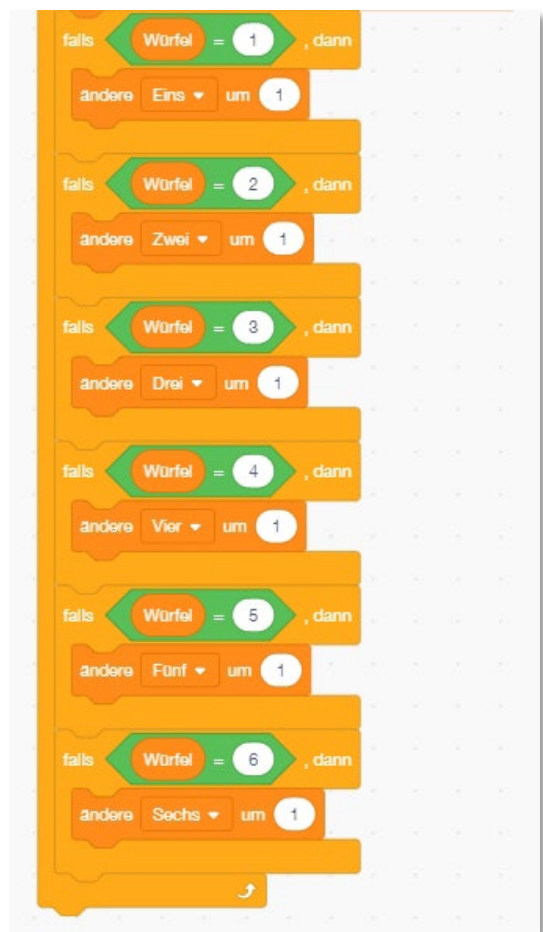 falls Würfel = 1 , dann
ändere Eins um 1
falls Würfel = 2 , dann
ändere Zwei um 1
falls Würfel = 3 , dann
ändere Drei um 1
falls Würfel = 4 , dann
ändere Vier um 1
falls Würfel = 5 , dann
ändere Fünf um 1
falls Würfel = 6 , dann
ändere Sechs um 1